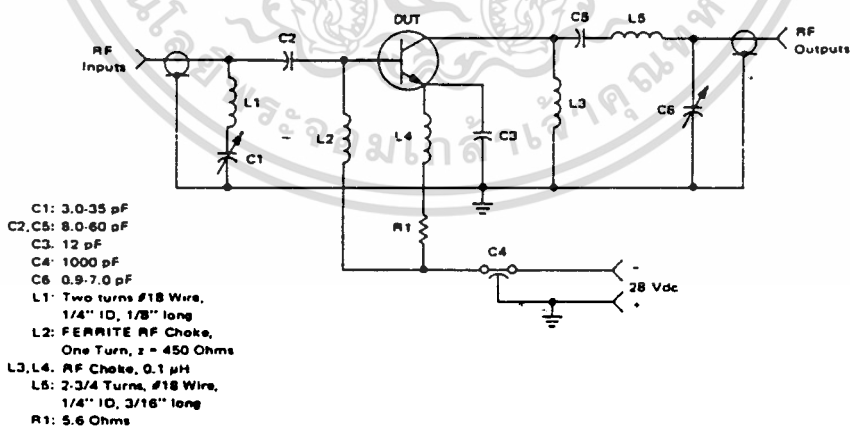 DUT
C2
C5
L5
RF
Inputs
RF
Outputs
L1
C1
L2
L4
C3
L3
C6
R1
C4
-
28 Vdc
+
C1: 3.0-35 pF
C2,C5: 8.0-60 pF
C3. 12 pF
C4· 1000 pF
C6 0.9-7.0 pF
L1· Two turns #18 Wire,
1/4" ID, 1/8" long
L2: FERRITE RF Choke,
One Turn, z = 450 Ohms
L3,L4. RF Choke, 0.1 μH
L5: 2-3/4 Turns, #18 Wire,
1/4" ID, 3/16" long
R1: 5.6 Ohms